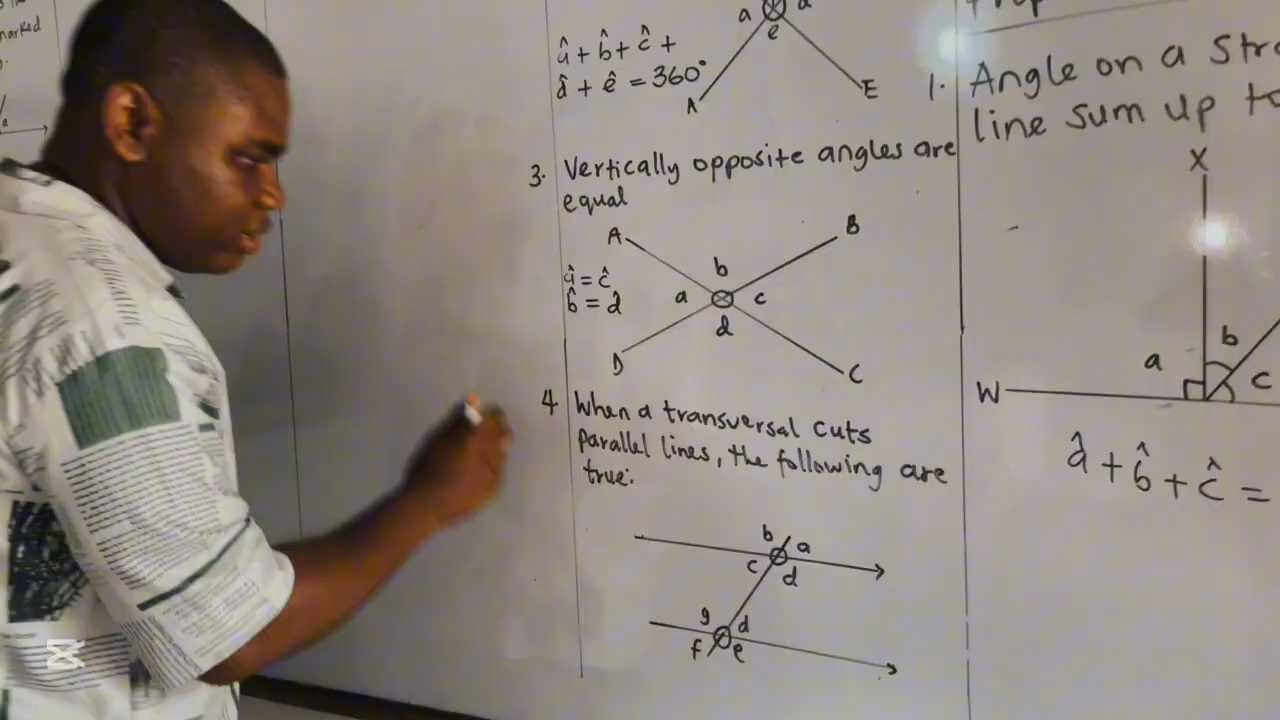 marked
a
a
d
e
â + b̂ + ĉ +
d̂ + ê = 360°
A
E
3. Vertically opposite angles are
equal
A
B
b
â = ĉ
b̂ = d̂
a
c
d
D
C
4 When a transversal cuts
parallel lines, the following are
true:
b
a
c
d
g
d
f
e
1. Angle on a
line sum up to
X
b
a
c
W
â + b̂ + ĉ =